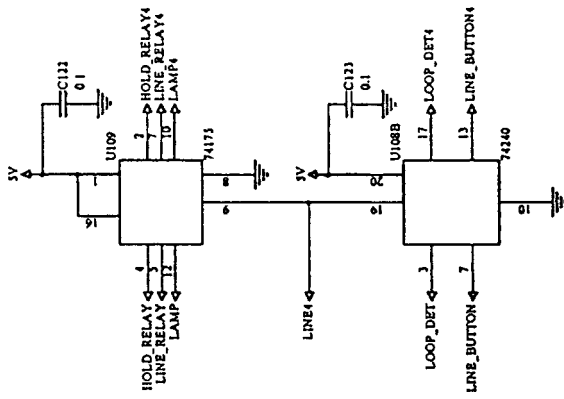 5V
C122
0.1
U109
74175
1
16
2
HOLD_RELAY4
7
LINE_RELAY4
10
LAMP4
8
9
4
HOLD_RELAY
5
LINE_RELAY
12
LAMP
LINE4
5V
C123
0.1
U108B
74240
20
19
17
LOOP_DET4
13
LINE_BUTTON4
10
3
LOOP_DET
7
LINE_BUTTON